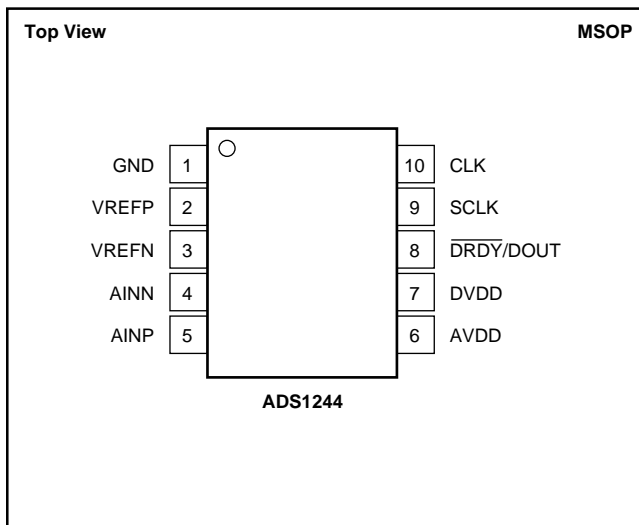 Top View MSOP
GND 1 10 CLK
VREFP 2 9 SCLK
VREFN 3 8 DRDY/DOUT
AINN 4 7 DVDD
AINP 5 6 AVDD
ADS1244